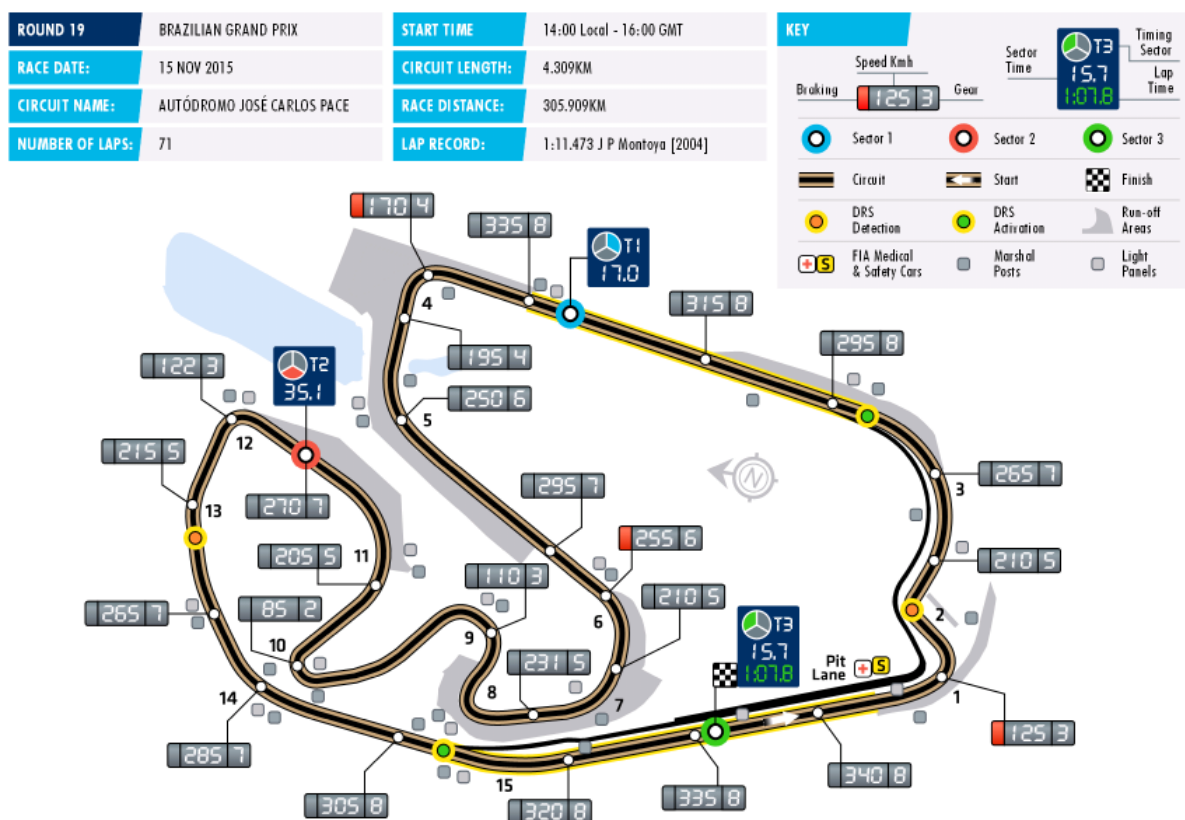 ROUND 19 BRAZILIAN GRAND PRIX
RACE DATE: 15 NOV 2015
CIRCUIT NAME: AUTÓDROMO JOSÉ CARLOS PACE
NUMBER OF LAPS: 71
START TIME 14:00 Local - 16:00 GMT
CIRCUIT LENGTH: 4.309KM
RACE DISTANCE: 305.909KM
LAP RECORD: 1:11.473 J P Montoya [2004]
KEY
Speed Kmh
Braking 125 3 Gear
Sector Time
T3
15.7
1:07.8
Timing Sector
Lap Time
Sector 1 Sector 2 Sector 3
Circuit Start Finish
DRS Detection DRS Activation Run-off Areas
S FIA Medical & Safety Cars Marshal Posts Light Panels
170 4
335 8
T1
17.0
315 8
295 8
4
195 4
122 3
T2
35.1
250 6
5
12
215 5
270 7
295 7
N
3
265 7
13
255 6
11
205 5
110 3
210 5
210 5
265 7
85 2
6
2
9
T3
15.7
1:07.8
10
231 5
Pit Lane S
14
8
7
1
285 7
125 3
15
340 8
305 8
320 8
335 8